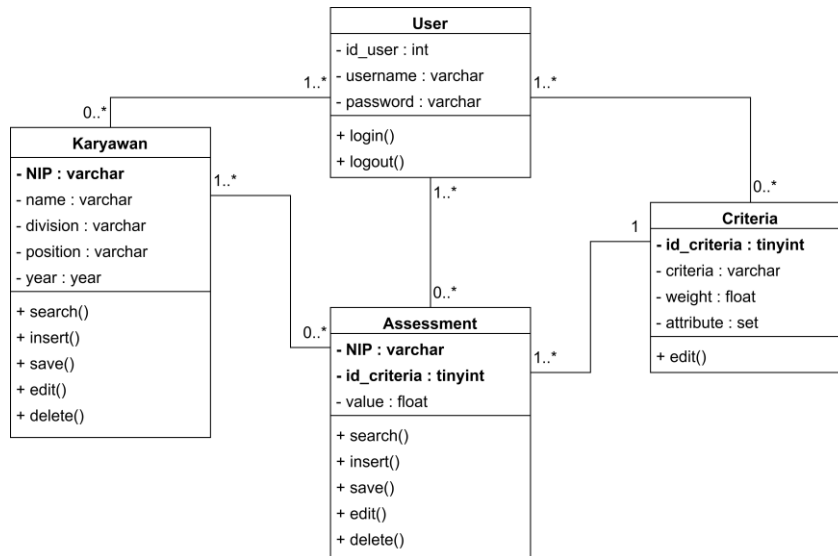 User
- id_user : int
- username : varchar
- password : varchar
+ login()
+ logout()
1..*
1..*
1..*
0..*
0..*
0..*
Karyawan
- NIP : varchar
- name : varchar
- division : varchar
- position : varchar
- year : year
+ search()
+ insert()
+ save()
+ edit()
+ delete()
1..*
0..*
Criteria
- id_criteria : tinyint
- criteria : varchar
- weight : float
- attribute : set
+ edit()
1
1..*
Assessment
- NIP : varchar
- id_criteria : tinyint
- value : float
+ search()
+ insert()
+ save()
+ edit()
+ delete()